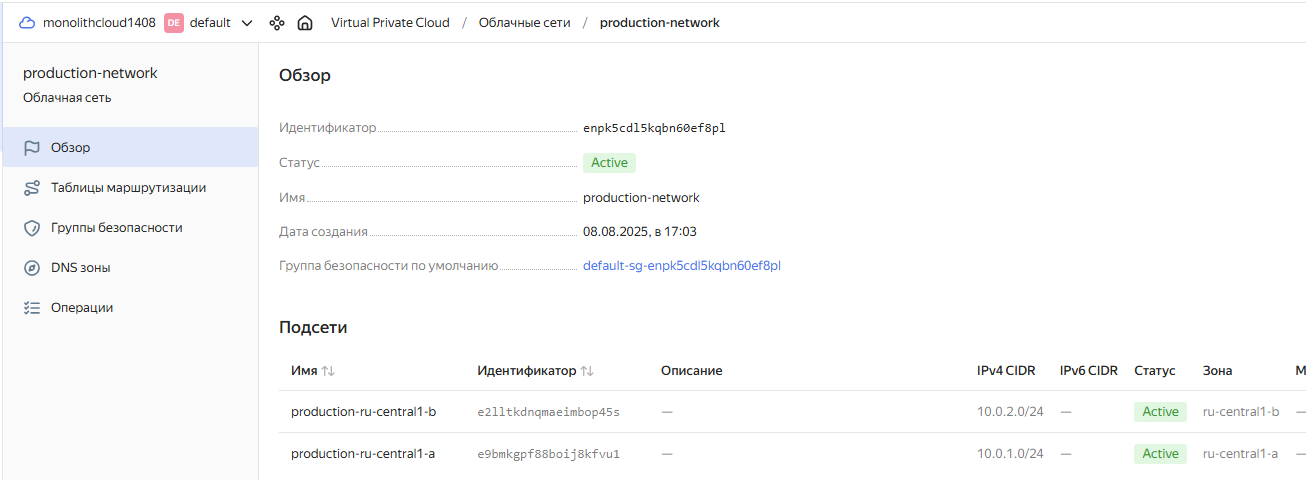 monolithcloud1408 DE default Virtual Private Cloud / Облачные сети / production-network
production-network
Облачная сеть
Обзор
Таблицы маршрутизации
Группы безопасности
DNS зоны
Операции
Обзор
Идентификатор enpk5cdl5kqbn60ef8pl
Статус Active
Имя production-network
Дата создания 08.08.2025, в 17:03
Группа безопасности по умолчанию default-sg-enpk5cdl5kqbn60ef8pl
Подсети
Имя Идентификатор Описание IPv4 CIDR IPv6 CIDR Статус Зона
production-ru-central1-b e2lltkdnqmaeimbop45s — 10.0.2.0/24 — Active ru-central1-b —
production-ru-central1-a e9bmkgpf88boij8kfvu1 — 10.0.1.0/24 — Active ru-central1-a —